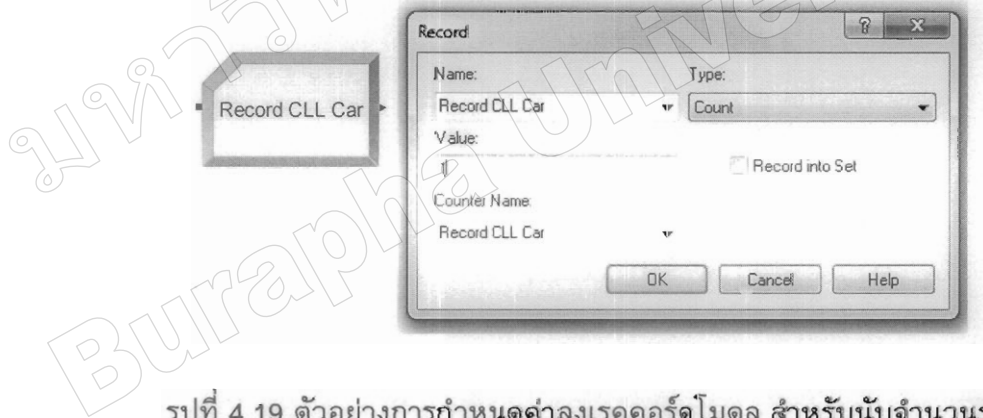 Record
Record CLL Car
Name:
Type:
Record CLL Car
Count
Value:
1
Record into Set
Counter Name:
Record CLL Car
OK
Cancel
Help
Burapha Univer
รูปที่ 4.19 ตัวอย่างการกำหนดค่าลงเรคคอร์ดโมดูล สำหรับนับจำนวน